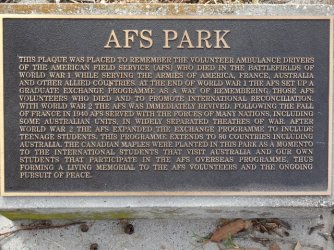 AFS PARK
THIS PLAQUE WAS PLACED TO REMEMBER THE VOLUNTEER AMBULANCE DRIVERS
OF THE AMERICAN FIELD SERVICE (AFS) WHO DIED IN THE BATTLEFIELDS OF
WORLD WAR 1 WHILE SERVING THE ARMIES OF AMERICA, FRANCE, AUSTRALIA
AND OTHER ALLIED COUNTRIES. AT THE END OF WORLD WAR 1 THE AFS SET UP A
GRADUATE EXCHANGE PROGRAMME AS A WAY OF REMEMBERING THOSE AFS
VOLUNTEERS WHO DIED AND TO PROMOTE INTERNATIONAL RECONCILIATION.
WITH WORLD WAR 2 THE AFS WAS IMMEDIATELY REVIVED. FOLLOWING THE FALL
OF FRANCE IN 1940 AFS SERVED WITH THE FORCES OF MANY NATIONS, INCLUDING
SOME AUSTRALIAN UNITS, IN WIDELY SEPARATED THEATRES OF WAR. AFTER
WORLD WAR 2 THE AFS EXPANDED THE EXCHANGE PROGRAMME TO INCLUDE
TEENAGE STUDENTS. THIS PROGRAMME EXTENDS TO 80 COUNTRIES INCLUDING
AUSTRALIA. THE CANADIAN MAPLES WERE PLANTED IN THIS PARK AS A MOMENTO
TO THE INTERNATIONAL STUDENTS THAT VISIT AUSTRALIA AND OUR OWN
STUDENTS THAT PARTICIPATE IN THE AFS OVERSEAS PROGRAMME, THUS
FORMING A LIVING MEMORIAL TO THE AFS VOLUNTEERS AND THE ONGOING
PURSUIT OF PEACE.